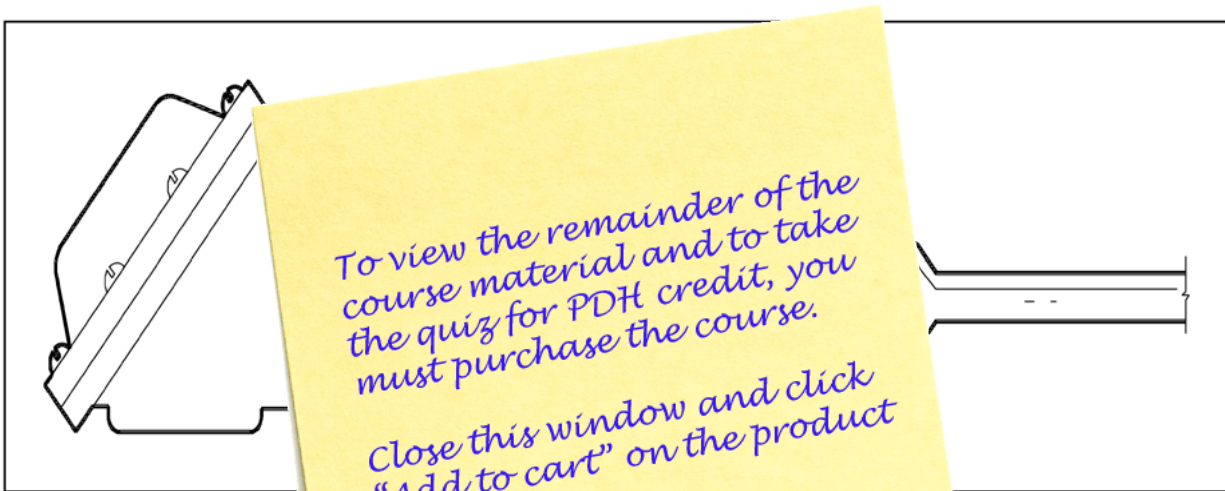 To view the remainder of the
course material and to take
the quiz for PDH credit, you
must purchase the course.
Close this window and click
“Add to cart” on the product